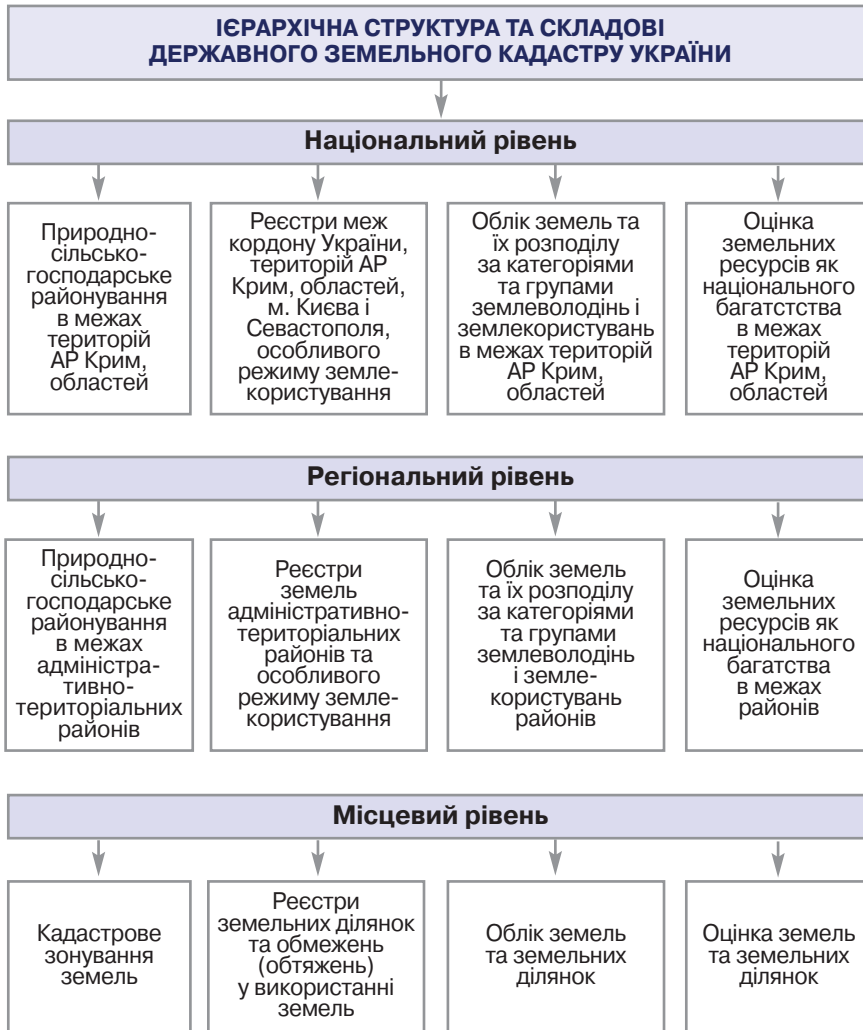 ІЄРАРХІЧНА СТРУКТУРА ТА СКЛАДОВІ
ДЕРЖАВНОГО ЗЕМЕЛЬНОГО КАДАСТРУ УКРАЇНИ
Національний рівень
Природно-
сільсько-
господарське
районування
в межах
територій
АР Крим,
областей
Реєстри меж
кордону України,
територій АР
Крим, областей,
м. Києва і
Севастополя,
особливого
режиму земле-
користування
Облік земель та
їх розподілу
за категоріями
та групами
землеволодінь і
землекористувань
в межах територій
АР Крим,
областей
Оцінка
земельних
ресурсів як
національного
багатстства
в межах
територій
АР Крим,
областей
Регіональний рівень
Природно-
сільсько-
господарське
районування
в межах
адміністра-
тивно-
територіальних
районів
Реєстри
земель
адміністративно-
територіальних
районів та
особливого
режиму земле-
користування
Облік земель
та їх розподілу
за категоріями
та групами
землеволодінь
і земле-
користувань
районів
Оцінка
земельних
ресурсів як
національного
багатства
в межах
районів
Місцевий рівень
Кадастрове
зонування
земель
Реєстри
земельних ділянок
та обмежень
(обтяжень)
у використанні
земель
Облік земель
та земельних
ділянок
Оцінка земель
та земельних
ділянок